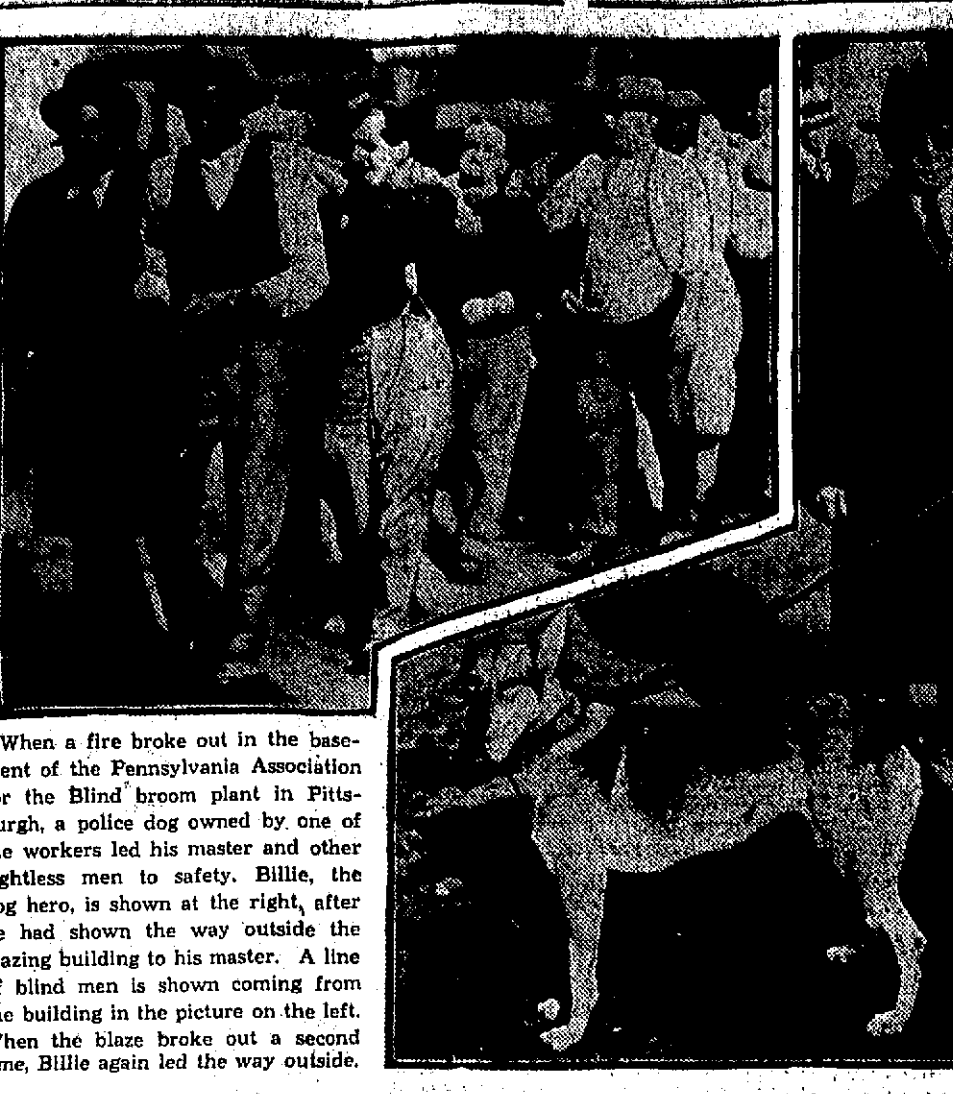 When a fire broke out in the base-
ent of the Pennsylvania Association
r the Blind broom plant in Pitts-
urgh, a police dog owned by one of
e workers led his master and other
ghtless men to safety. Billie, the
og hero, is shown at the right, after
e had shown the way outside the
azing building to his master. A line
f blind men is shown coming from
e building in the picture on the left.
hen the blaze broke out a second
me, Billie again led the way outside.